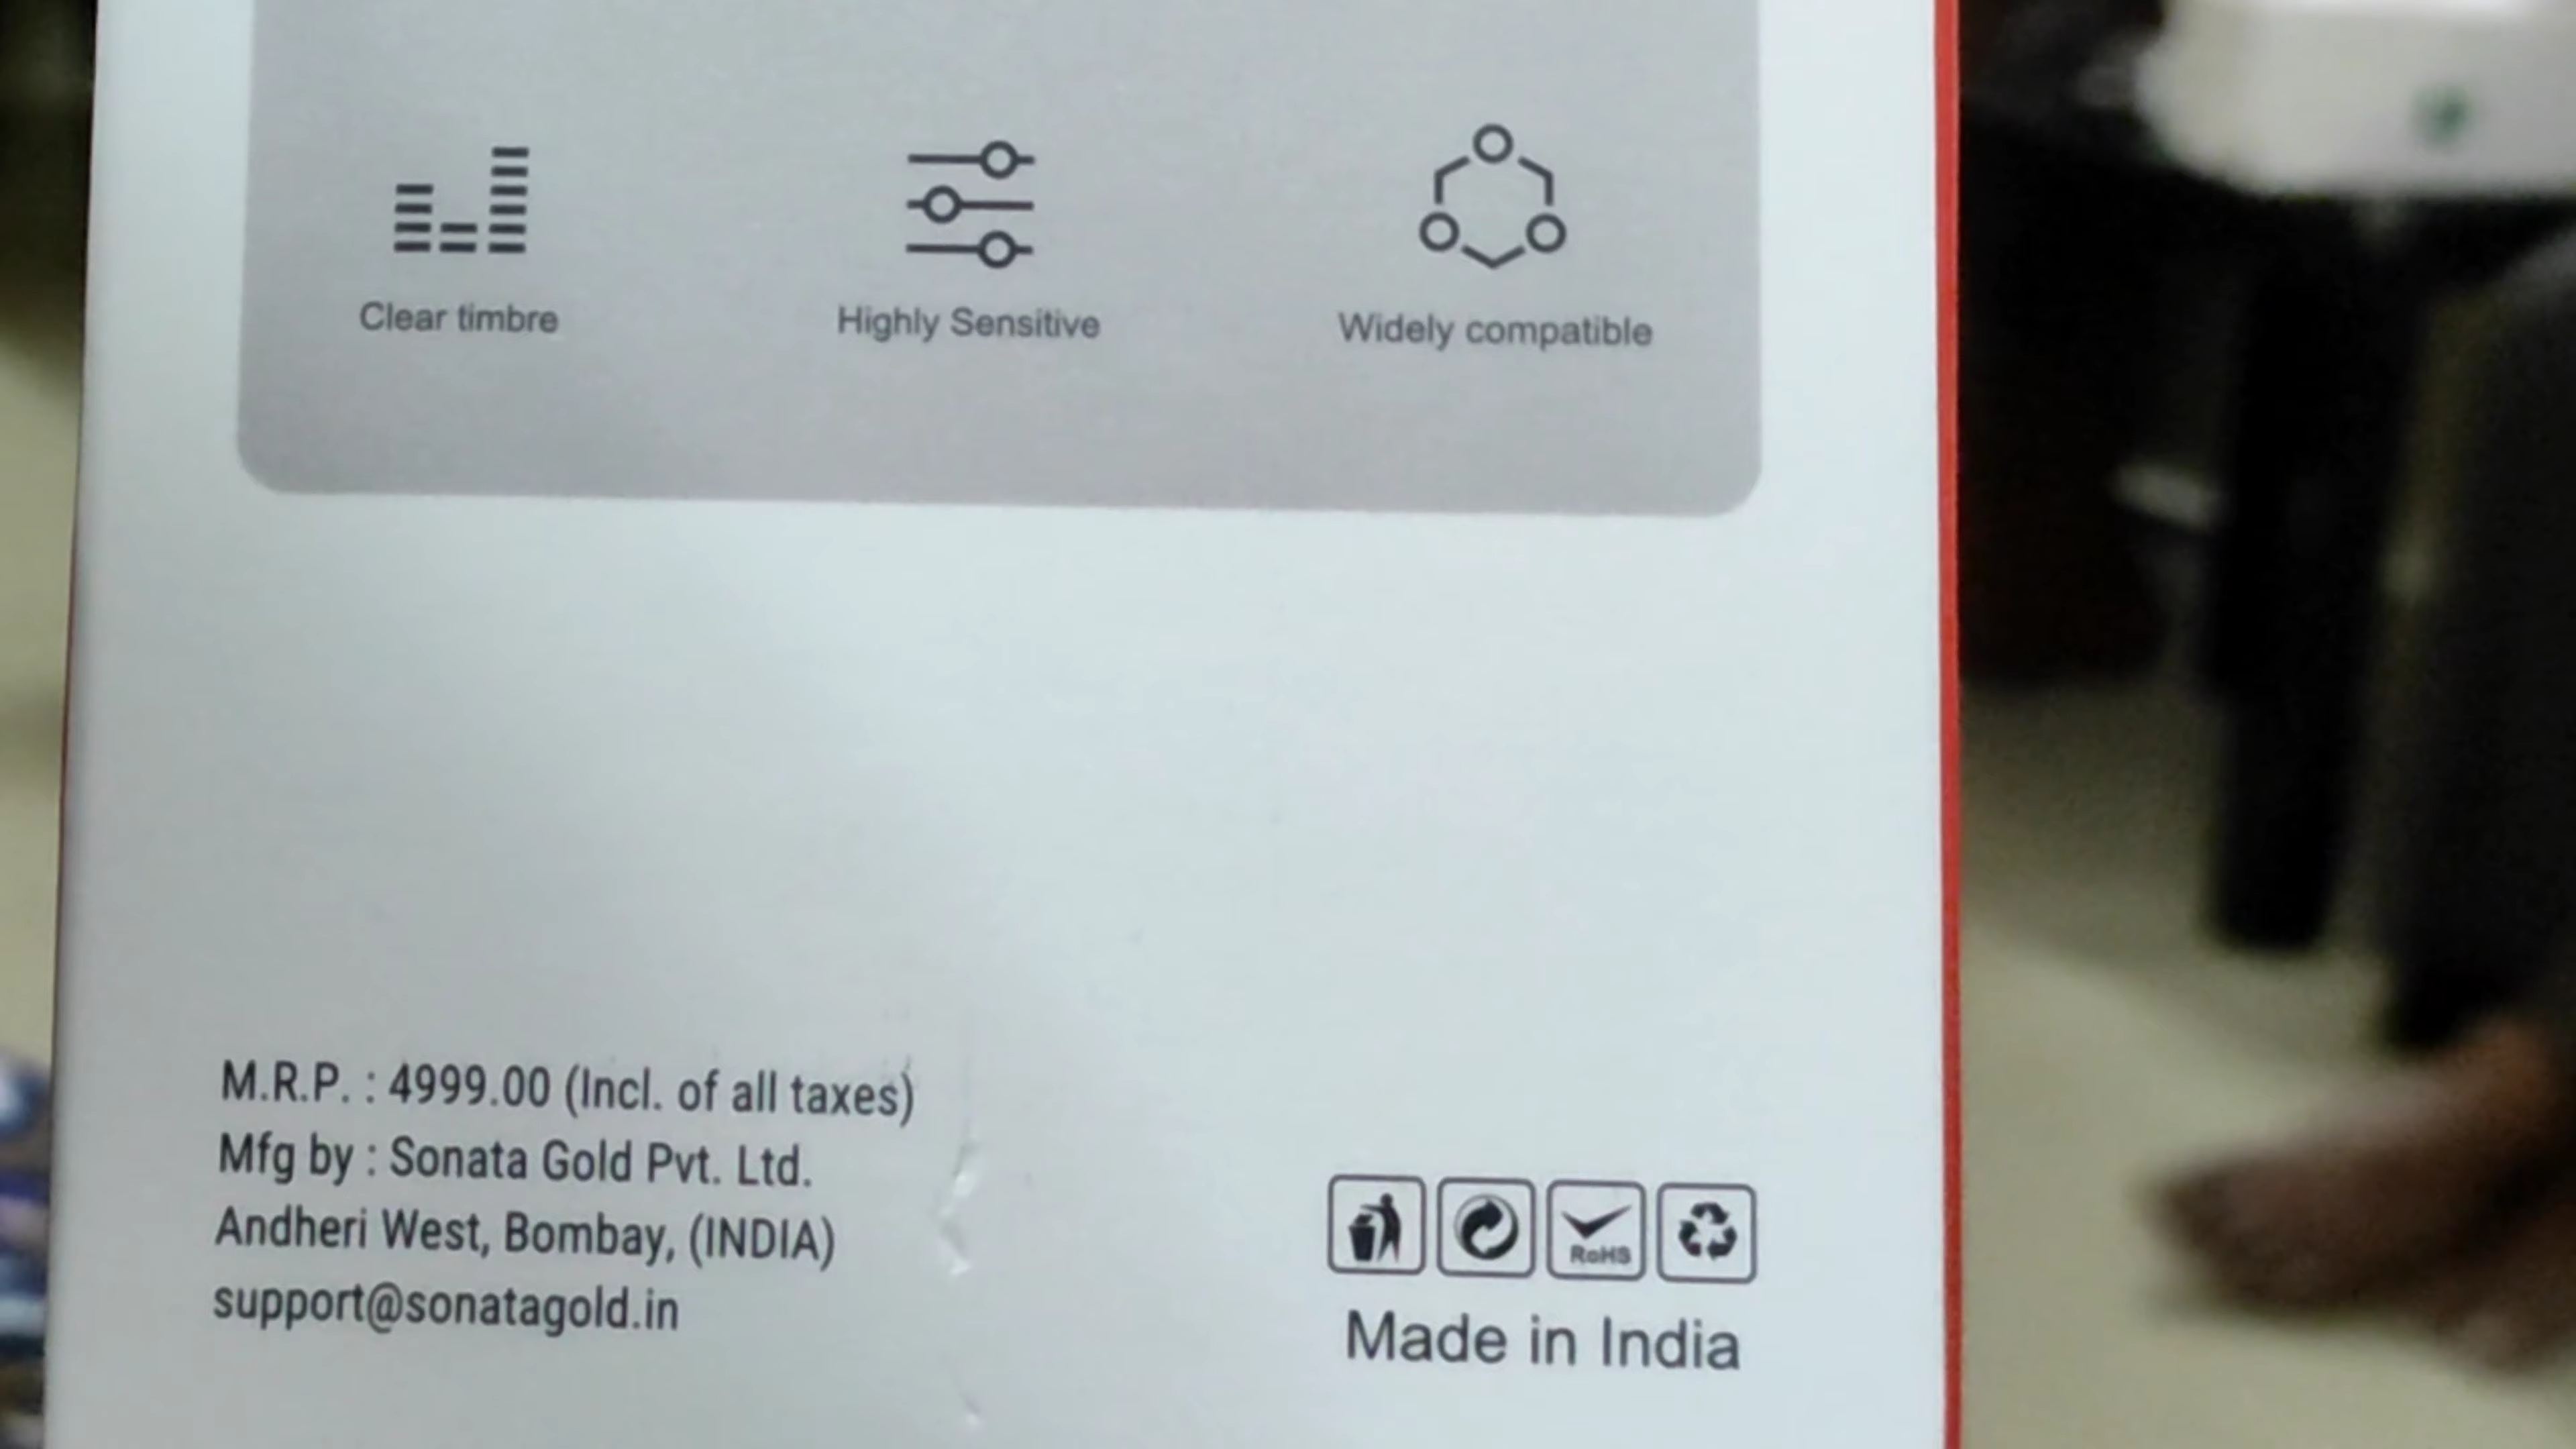 Clear timbre
Highly Sensitive
Widely compatible
M.R.P. : 4999.00 (Incl. of all taxes)
Mfg by : Sonata Gold Pvt. Ltd.
Andheri West, Bombay, (INDIA)
support@sonatagold.in
RoHS
Made in India